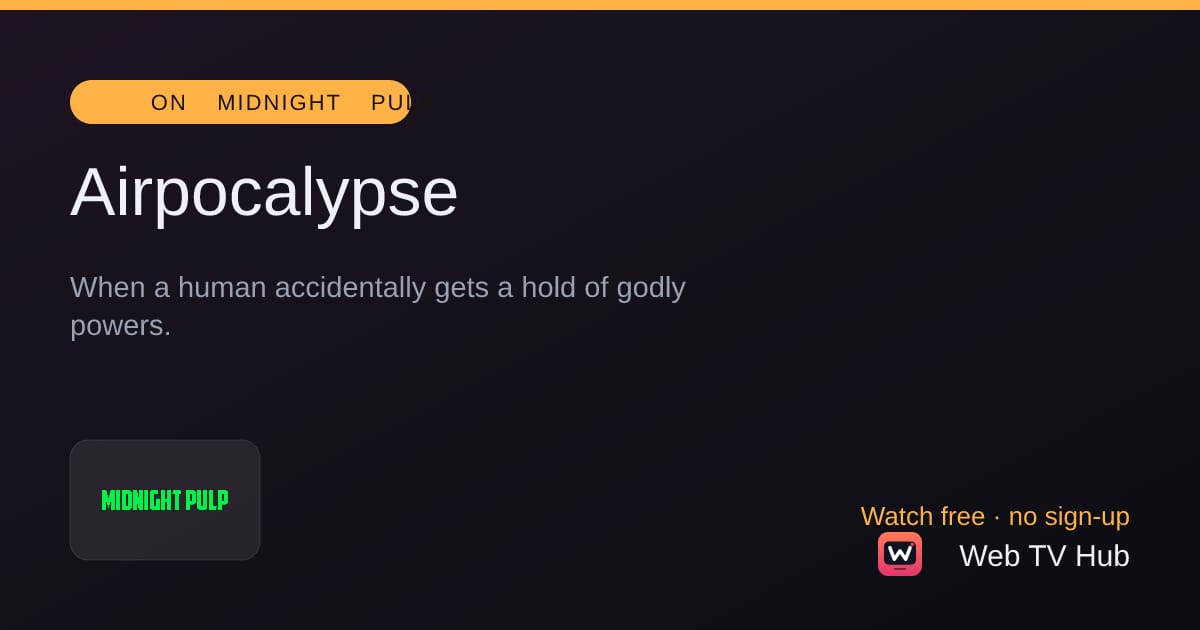 ON MIDNIGHT PULP
Airpocalypse
When a human accidentally gets a hold of godly
powers.
MIDNIGHT PULP
Watch free · no sign-up
W
Web TV Hub